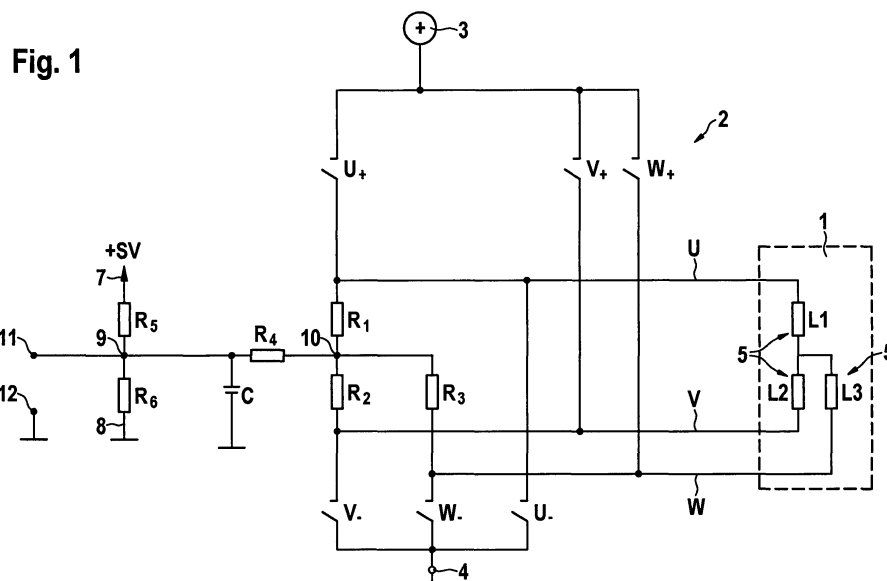 Fig. 1
3
2
U+
V+
W+
1
+SV
U
7
R5
R1
L1
R4
11
9
10
5
5
12
R6
C
R2
R3
L2
L3
8
V
W
V-
W-
U-
4